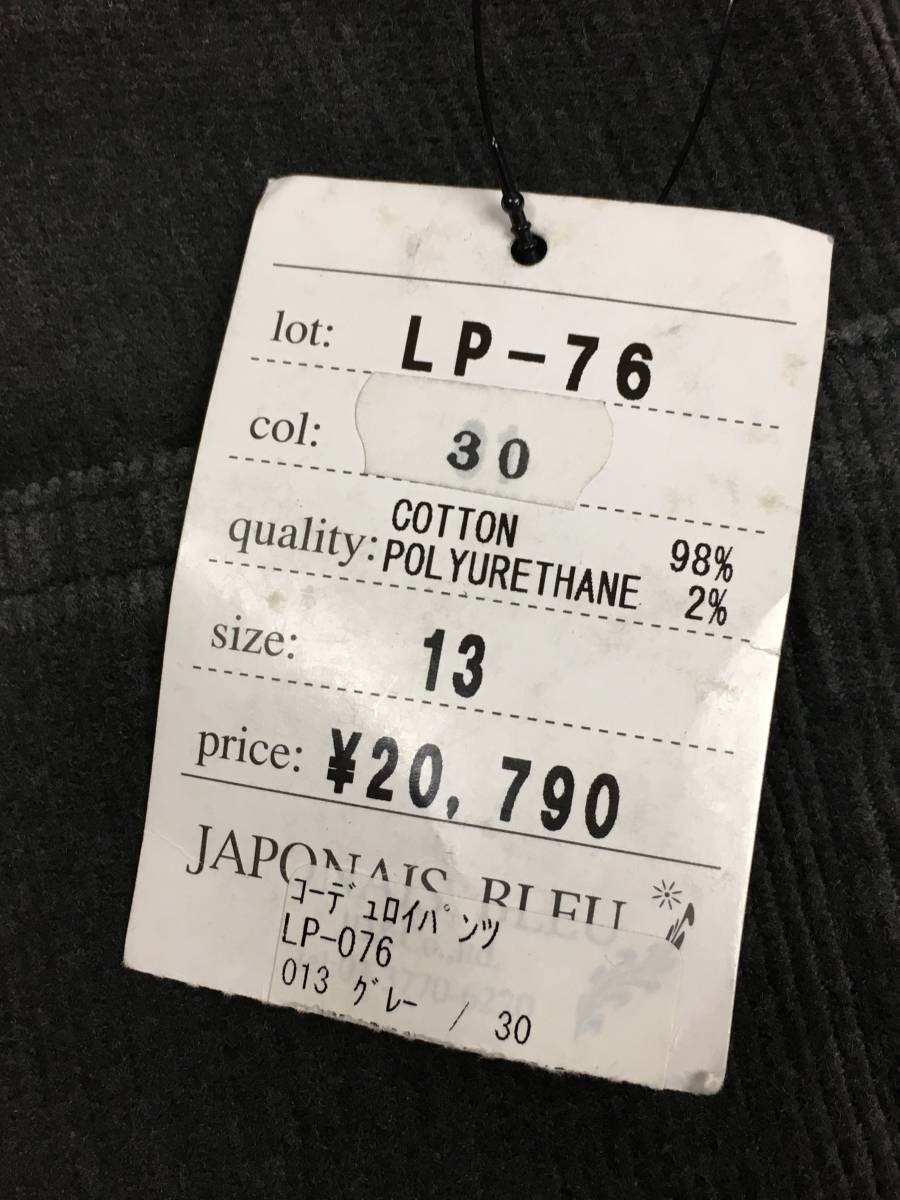 lot: LP-76
col: 30
quality: COTTON 98%
POLYURETHANE 2%
size: 13
price: ¥20,790
JAPONAIS BLEU
コーデュロイパンツ
LP-076
013 グレー / 30